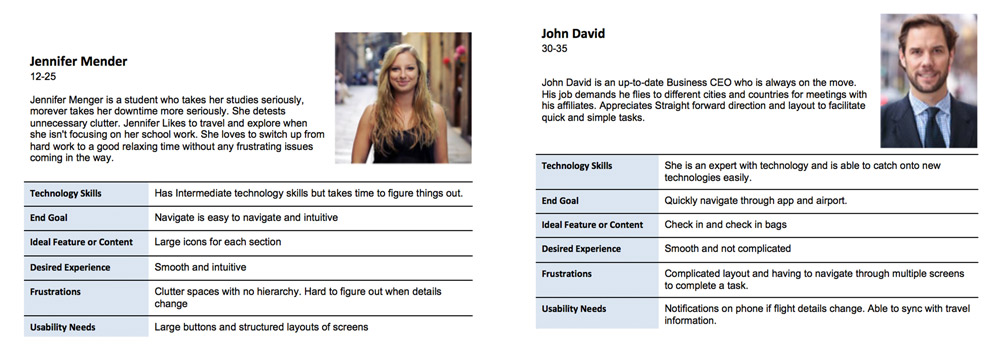 Jennifer Mender
12-25
Jennifer Menger is a student who takes her studies seriously,
morever takes her downtime more seriously. She detests
unnecessary clutter. Jennifer Likes to travel and explore when
she isn't focusing on her school work. She loves to switch up from
hard work to a good relaxing time without any frustrating issues
coming in the way.
Technology Skills Has Intermediate technology skills but takes time to figure things out.
End Goal Navigate is easy to navigate and intuitive
Ideal Feature or Content Large icons for each section
Desired Experience Smooth and intuitive
Frustrations Clutter spaces with no hierarchy. Hard to figure out when details
change
Usability Needs Large buttons and structured layouts of screens
John David
30-35
John David is an up-to-date Business CEO who is always on the move.
His job demands he flies to different cities and countries for meetings with
his affiliates. Appreciates Straight forward direction and layout to facilitate
quick and simple tasks.
Technology Skills She is an expert with technology and is able to catch onto new
technologies easily.
End Goal Quickly navigate through app and airport.
Ideal Feature or Content Check in and check in bags
Desired Experience Smooth and not complicated
Frustrations Complicated layout and having to navigate through multiple screens
to complete a task.
Usability Needs Notifications on phone if flight details change. Able to sync with travel
information.